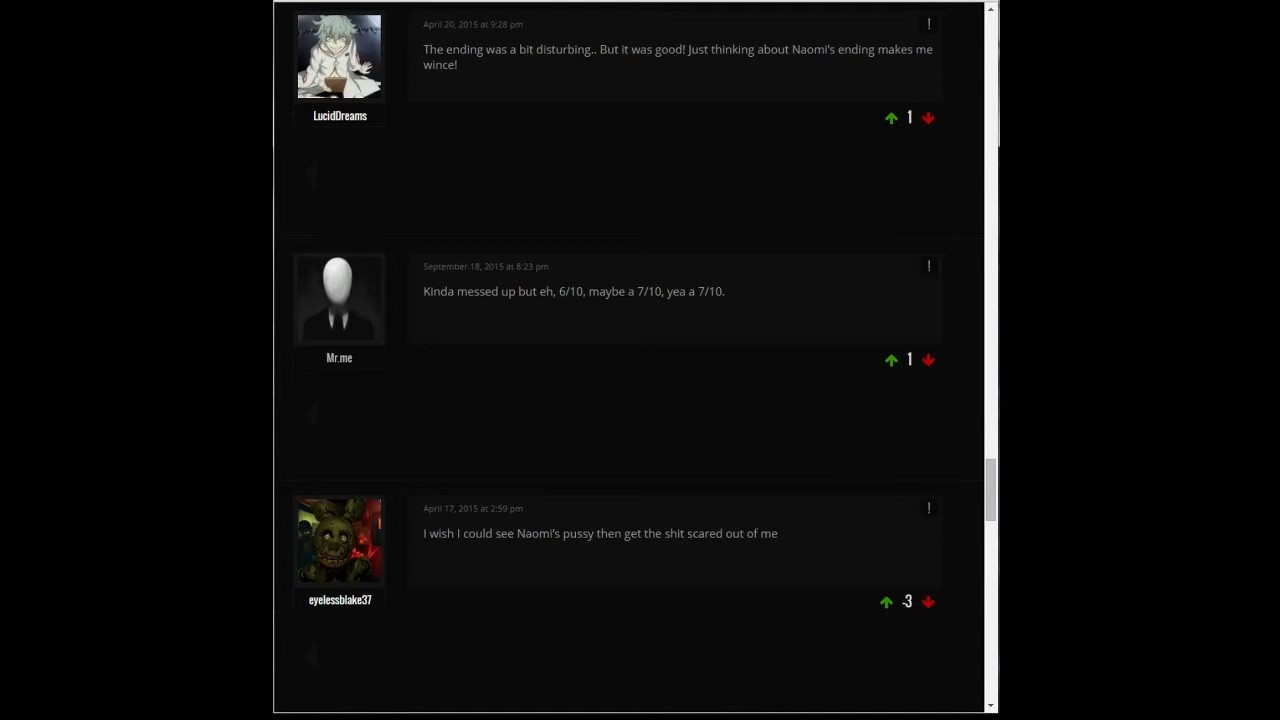 April 20, 2015 at 9:28 pm
!
The ending was a bit disturbing.. But it was good! Just thinking about Naomi's ending makes me
wince!
LucidDreams
1
September 18, 2015 at 8:23 pm
!
Kinda messed up but eh, 6/10, maybe a 7/10, yea a 7/10.
Mr.me
1
April 17, 2015 at 2:59 pm
!
I wish I could see Naomi's pussy then get the shit scared out of me
eyelessblake37
-3